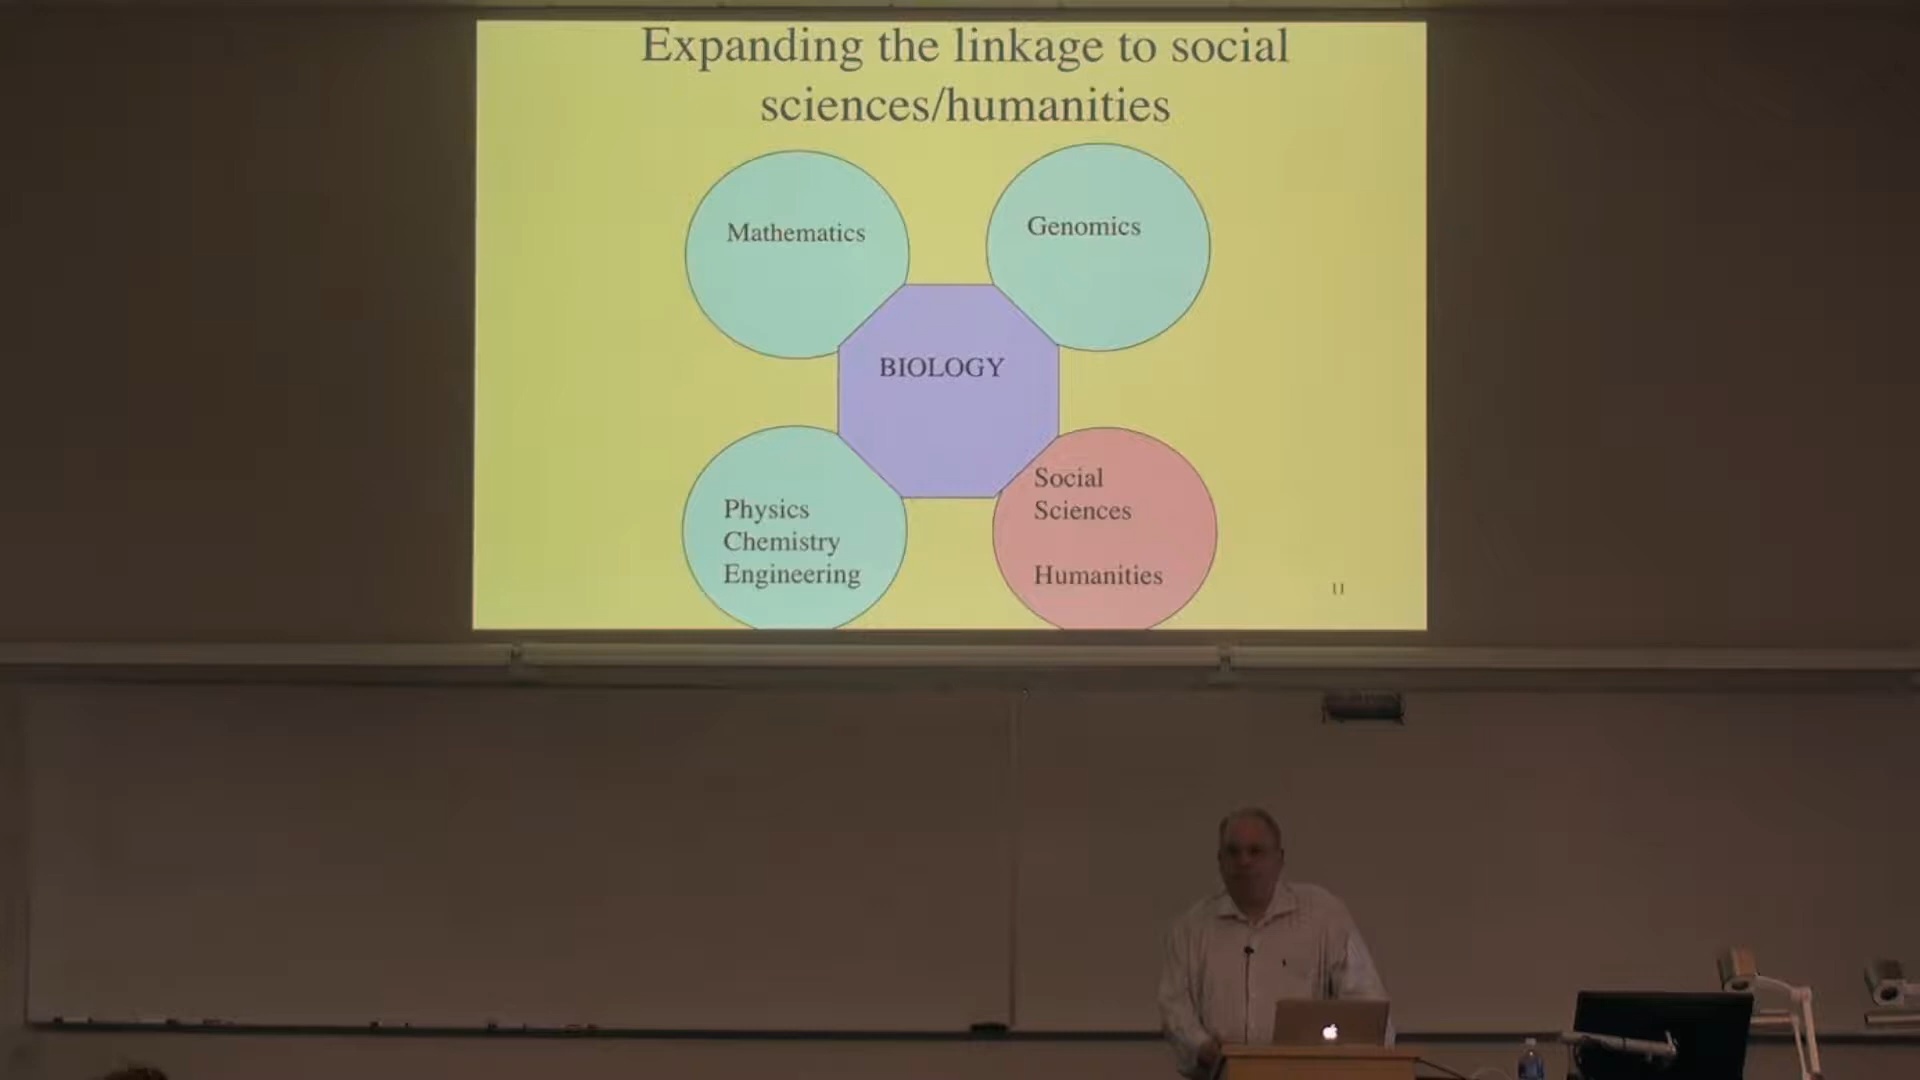 Expanding the linkage to social
sciences/humanities
Mathematics
Genomics
BIOLOGY
Physics
Chemistry
Engineering
Social
Sciences
Humanities
11